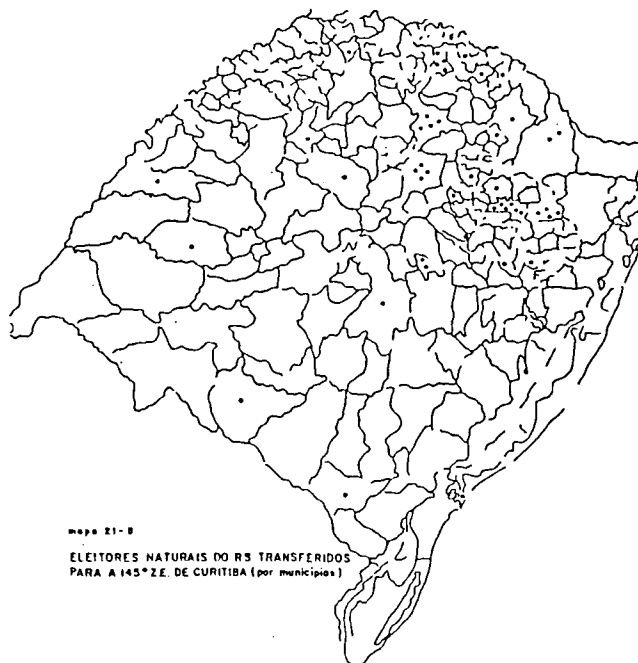 mapa 21-B
ELEITORES NATURAIS DO RS TRANSFERIDOS
PARA A 145ª Z.E. DE CURITIBA (por municípios)